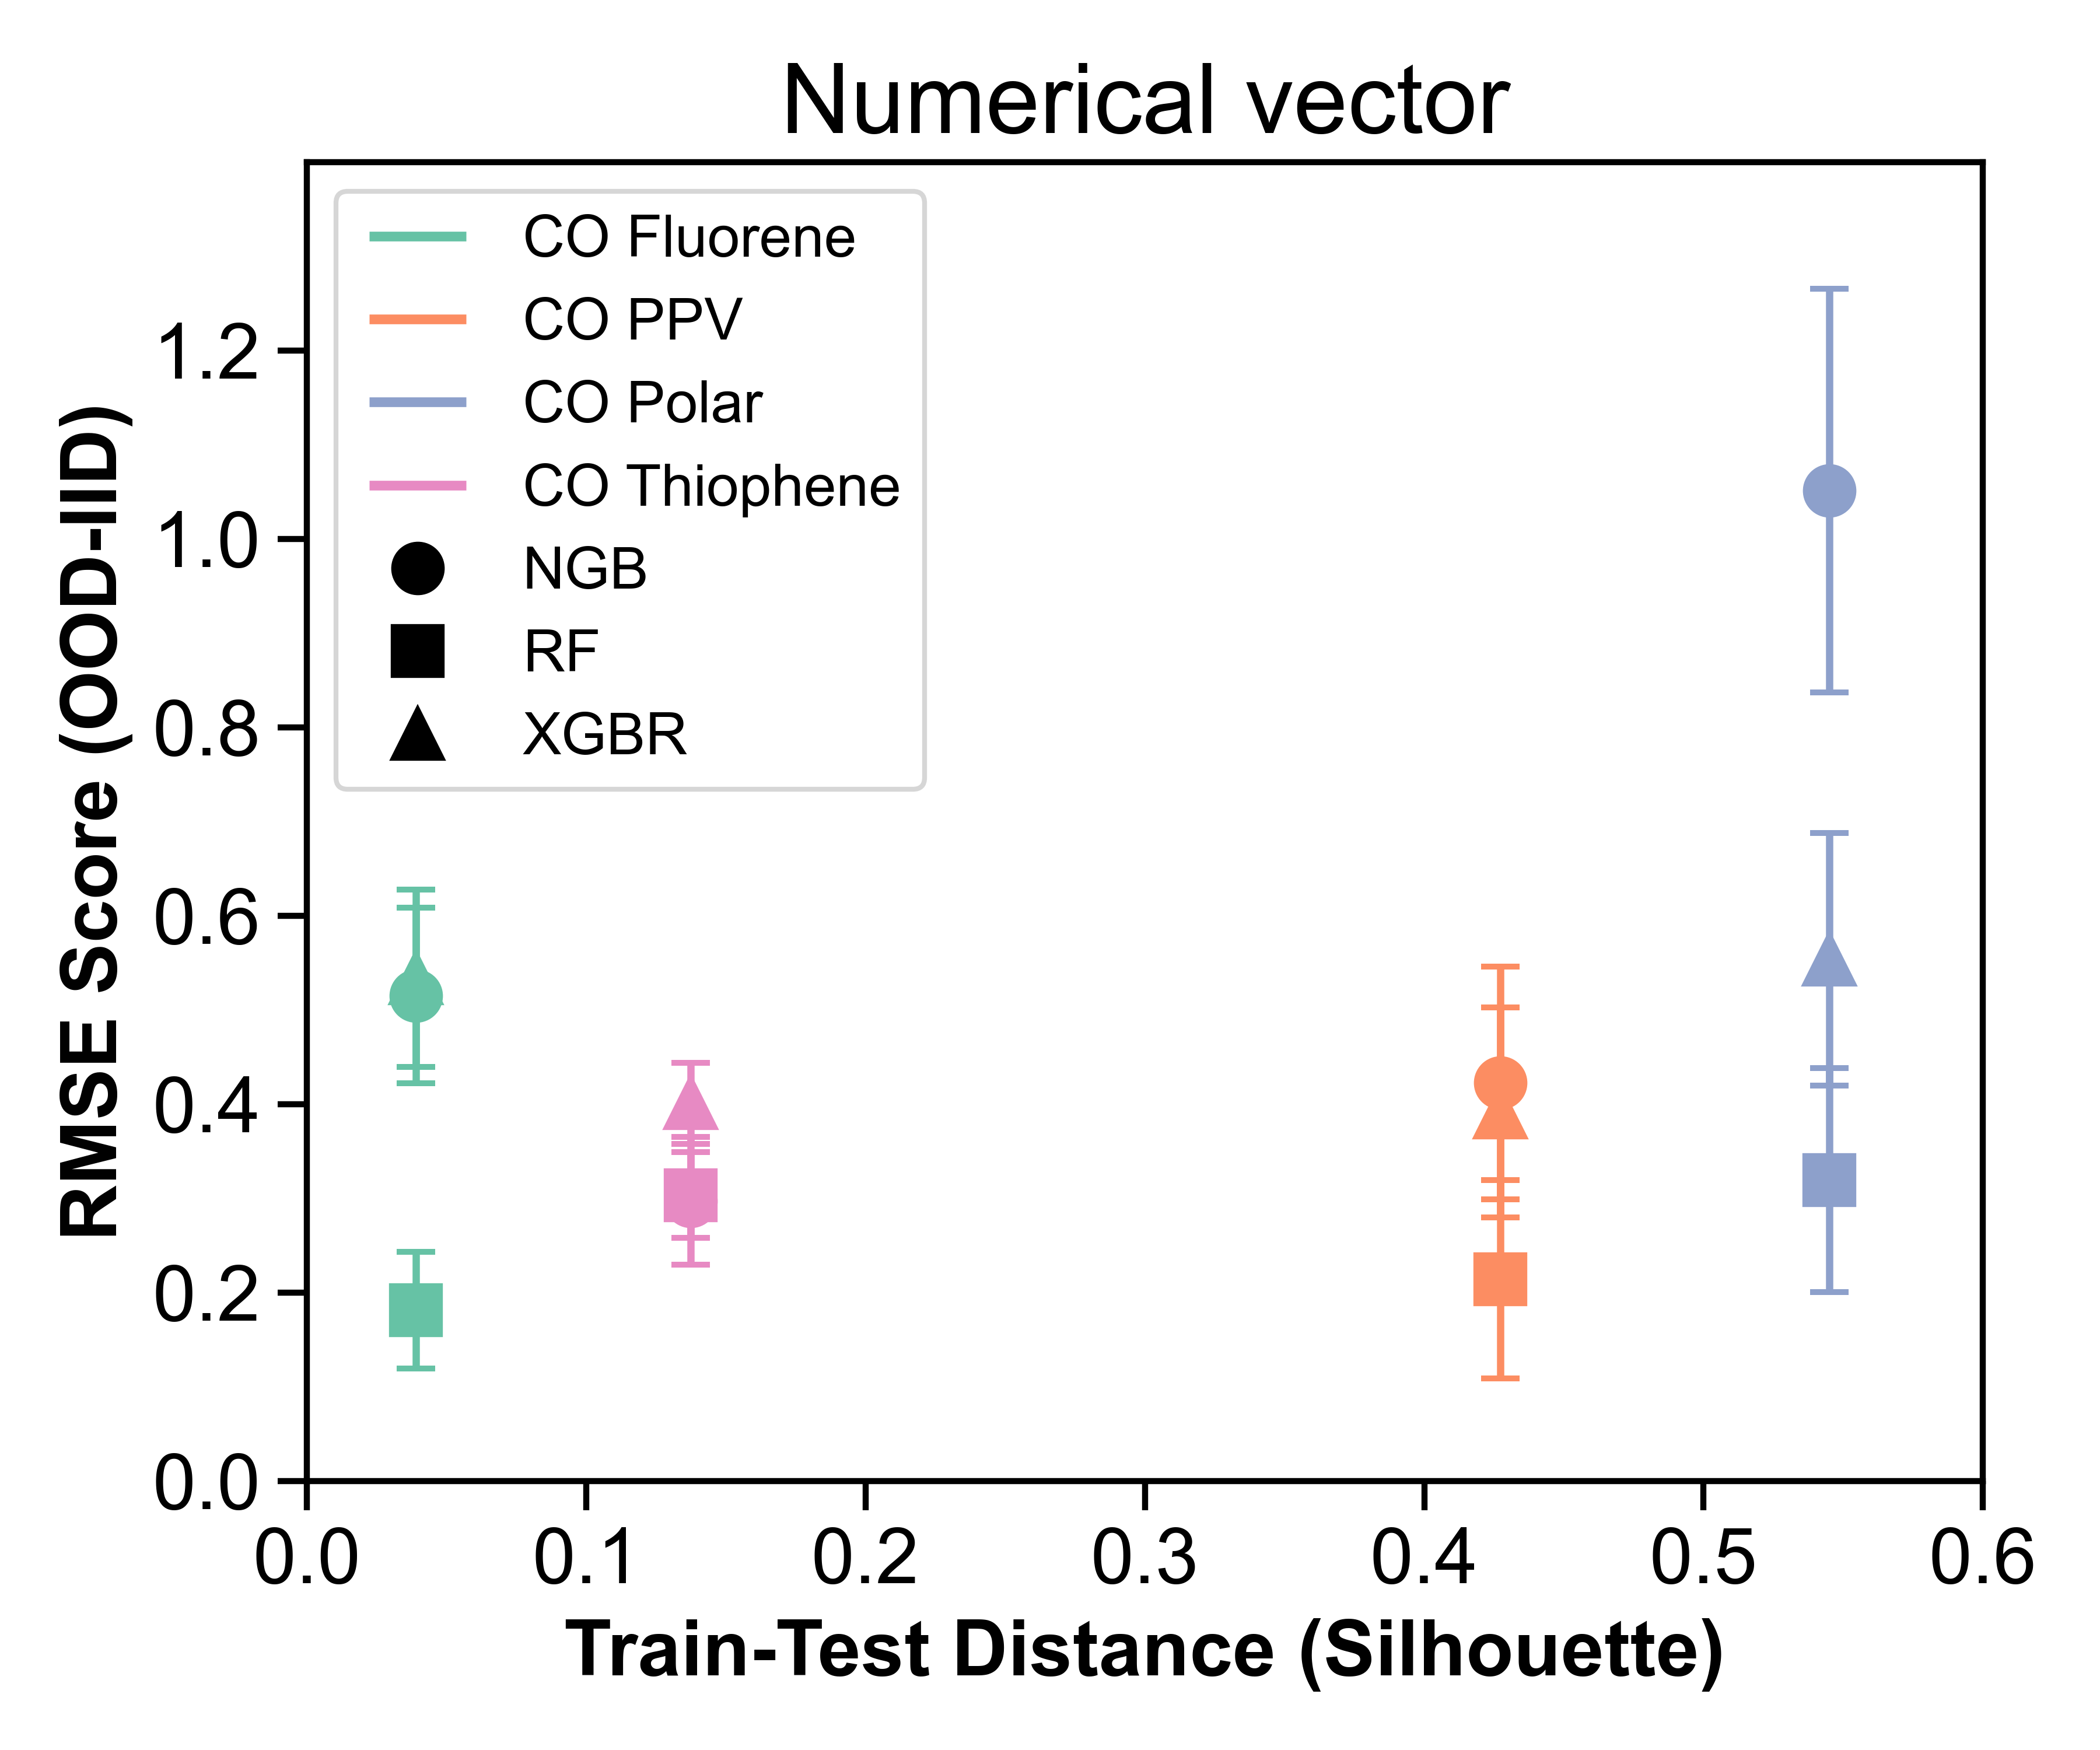 Numerical vector
CO Fluorene
CO PPV
CO Polar
CO Thiophene
NGB
RF
XGBR
RMSE Score (OOD-IID)
1.2
1.0
0.8
0.6
0.4
0.2
0.0
0.0 0.1 0.2 0.3 0.4 0.5 0.6
Train-Test Distance (Silhouette)